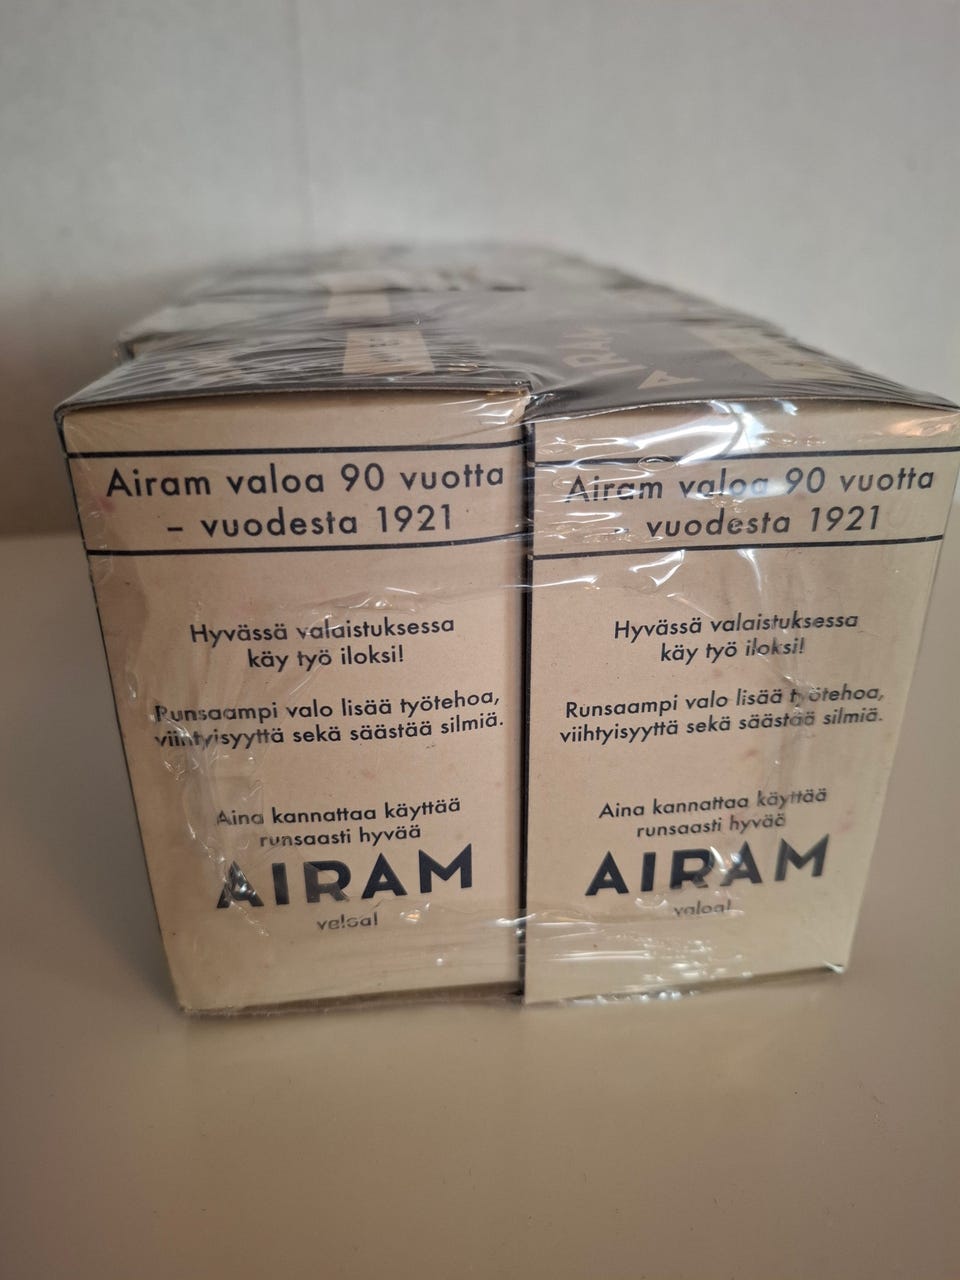 AIRAM
Airam valoa 90 vuotta
– vuodesta 1921
Hyvässä valaistuksessa
käy työ iloksi!
Runsaampi valo lisää työtehoa,
viihtyisyyttä sekä säästää silmiä.
Aina kannattaa käyttää
runsaasti hyvää
AIRAM
valoa!
Airam valoa 90 vuotta
– vuodesta 1921
Hyvässä valaistuksessa
käy työ iloksi!
Runsaampi valo lisää työtehoa,
viihtyisyyttä sekä säästää silmiä.
Aina kannattaa käyttää
runsaasti hyvää
AIRAM
valoa!